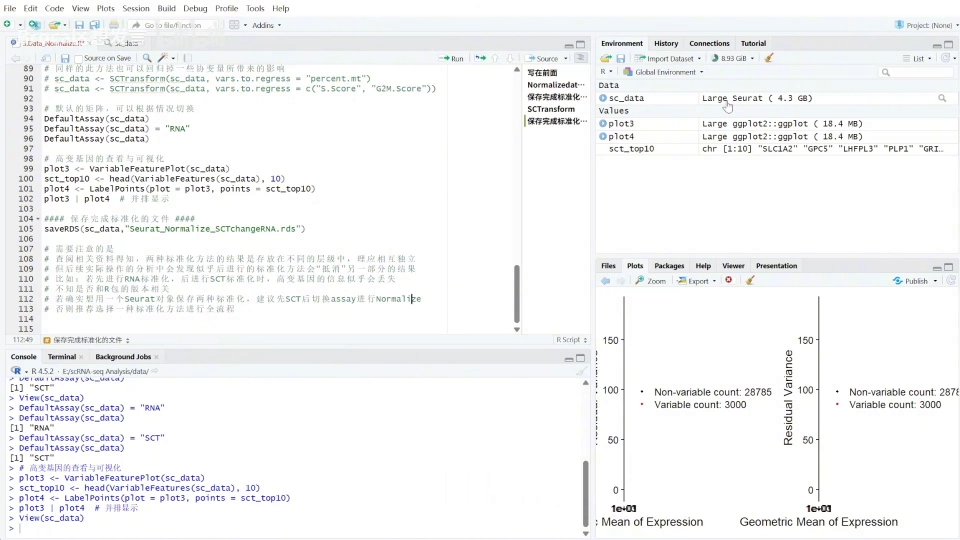 File Edit Code View Plots Session Build Debug Profile Tools Help
Go to file/function Addins Project: (None)
3.Data_Normalize.R* sc_data
Source on Save Run Source
89 # 同样的此方法也可以回归掉一些协变量所带来的影响
90 # sc_data <- SCTransform(sc_data, vars.to.regress = "percent.mt")
91 # sc_data <- SCTransform(sc_data, vars.to.regress = c("S.Score", "G2M.Score"))
92
93 # 默认的矩阵，可以根据情况切换
94 DefaultAssay(sc_data)
95 DefaultAssay(sc_data) = "RNA"
96 DefaultAssay(sc_data)
97
98 # 高变基因的查看与可视化
99 plot3 <- VariableFeaturePlot(sc_data)
100 sct_top10 <- head(VariableFeatures(sc_data), 10)
101 plot4 <- LabelPoints(plot = plot3, points = sct_top10)
102 plot3 | plot4 # 并排显示
103
104 #### 保存完成标准化的文件 ####
105 saveRDS(sc_data,"Seurat_Normalize_SCTchangeRNA.rds")
106
107 # 需要注意的是
108 # 查阅相关资料得知，两种标准化方法的结果是存放在不同的层级中，理应相互独立
109 # 但后续实际操作的分析中会发现似乎后进行的标准化方法会“抵消”另一部分的结果
110 # 比如：若先进行RNA标准化，后进行SCT标准化时，高变基因的信息似乎会丢失
111 # 不知是否和R包的版本相关
112 # 若确实想用一个Seurat对象保存两种标准化，建议先SCT后切换assay进行Normalize
113 # 否则推荐选择一种标准化方法进行全流程
114
115
写在前面
Normalizedat…
保存完成标准化…
SCTransform
保存完成标准化…
112:49 保存完成标准化的文件 R Script
Console Terminal Background Jobs
R 4.5.2 · E:/scRNA-seq Analysis/data/
> DefaultAssay(sc_data)
[1] "SCT"
> View(sc_data)
> DefaultAssay(sc_data) = "RNA"
> DefaultAssay(sc_data)
[1] "RNA"
> DefaultAssay(sc_data) = "SCT"
> DefaultAssay(sc_data)
[1] "SCT"
> # 高变基因的查看与可视化
> plot3 <- VariableFeaturePlot(sc_data)
> sct_top10 <- head(VariableFeatures(sc_data), 10)
> plot4 <- LabelPoints(plot = plot3, points = sct_top10)
> plot3 | plot4 # 并排显示
> View(sc_data)
>
Environment History Connections Tutorial
Import Dataset 8.93 GiB List
R Global Environment
Data
sc_data Large Seurat ( 4.3 GB)
Values
plot3 Large ggplot2::ggplot ( 18.4 MB)
plot4 Large ggplot2::ggplot ( 18.4 MB)
sct_top10 chr [1:10] "SLC1A2" "GPC5" "LHFPL3" "PLP1" "GRI…
Files Plots Packages Help Viewer Presentation
Zoom Export Publish
150
100
50
0
Non-variable count: 28785
Variable count: 3000
c Mean of Expression
Residual Variance
150
100
50
0
Non-variable count: 2878
Variable count: 3000
Geometric Mean of Expression